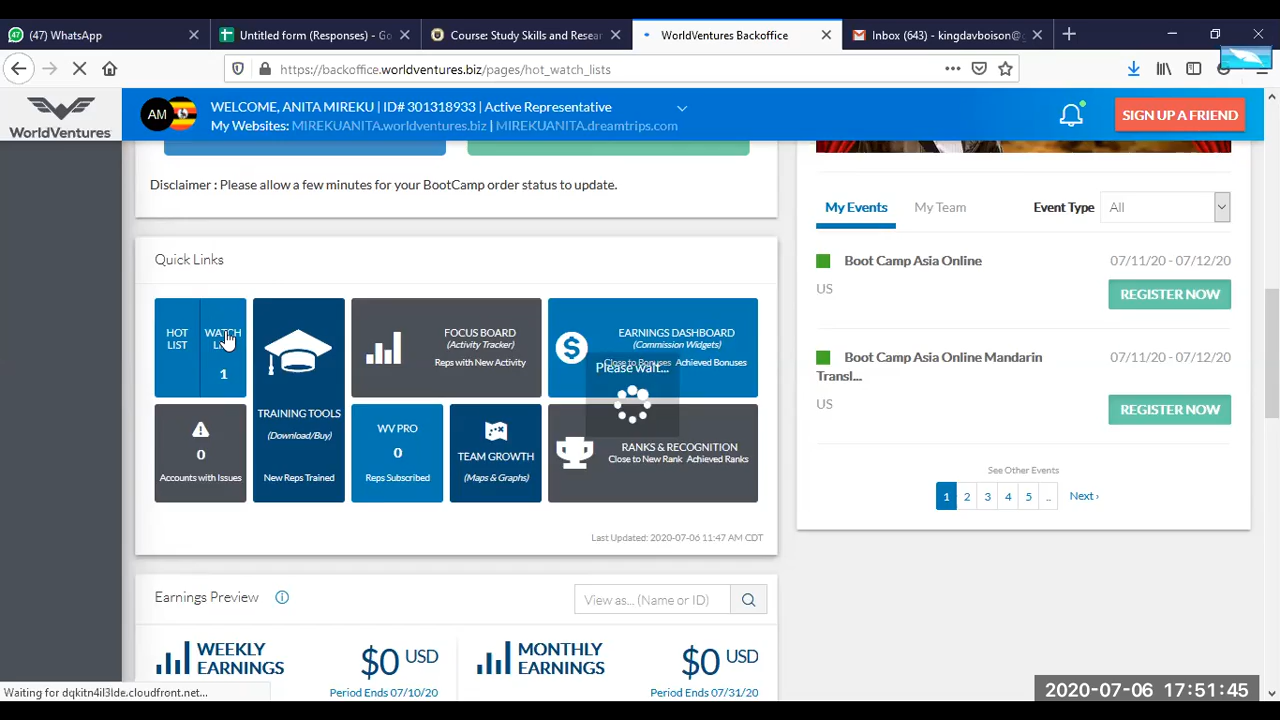 (47) WhatsApp
Untitled form (Responses) - Go
Course: Study Skills and Resear
WorldVentures Backoffice
Inbox (643) - kingdavboison@g
https://backoffice.worldventures.biz/pages/hot_watch_lists
WorldVentures
AM
WELCOME, ANITA MIREKU | ID# 301318933 | Active Representative
My Websites: MIREKUANITA.worldventures.biz | MIREKUANITA.dreamtrips.com
SIGN UP A FRIEND
Disclaimer : Please allow a few minutes for your BootCamp order status to update.
Quick Links
HOT LIST
WATCH
1
TRAINING TOOLS
(Download/Buy)
New Reps Trained
FOCUS BOARD
(Activity Tracker)
Reps with New Activity
EARNINGS DASHBOARD
(Commission Widgets)
Close to Bonuses Achieved Bonuses
Please wait...
0
Accounts with Issues
WV PRO
0
Reps Subscribed
TEAM GROWTH
(Maps & Graphs)
RANKS & RECOGNITION
Close to New Rank Achieved Ranks
Last Updated: 2020-07-06 11:47 AM CDT
Earnings Preview
View as... (Name or ID)
WEEKLY EARNINGS
$0 USD
Period Ends 07/10/20
MONTHLY EARNINGS
$0 USD
Period Ends 07/31/20
My Events
My Team
Event Type
All
Boot Camp Asia Online
07/11/20 - 07/12/20
US
REGISTER NOW
Boot Camp Asia Online Mandarin Transl...
07/11/20 - 07/12/20
US
REGISTER NOW
See Other Events
1 2 3 4 5 .. Next ›
Waiting for dqkitn4il3lde.cloudfront.net...
2020-07-06 17:51:45